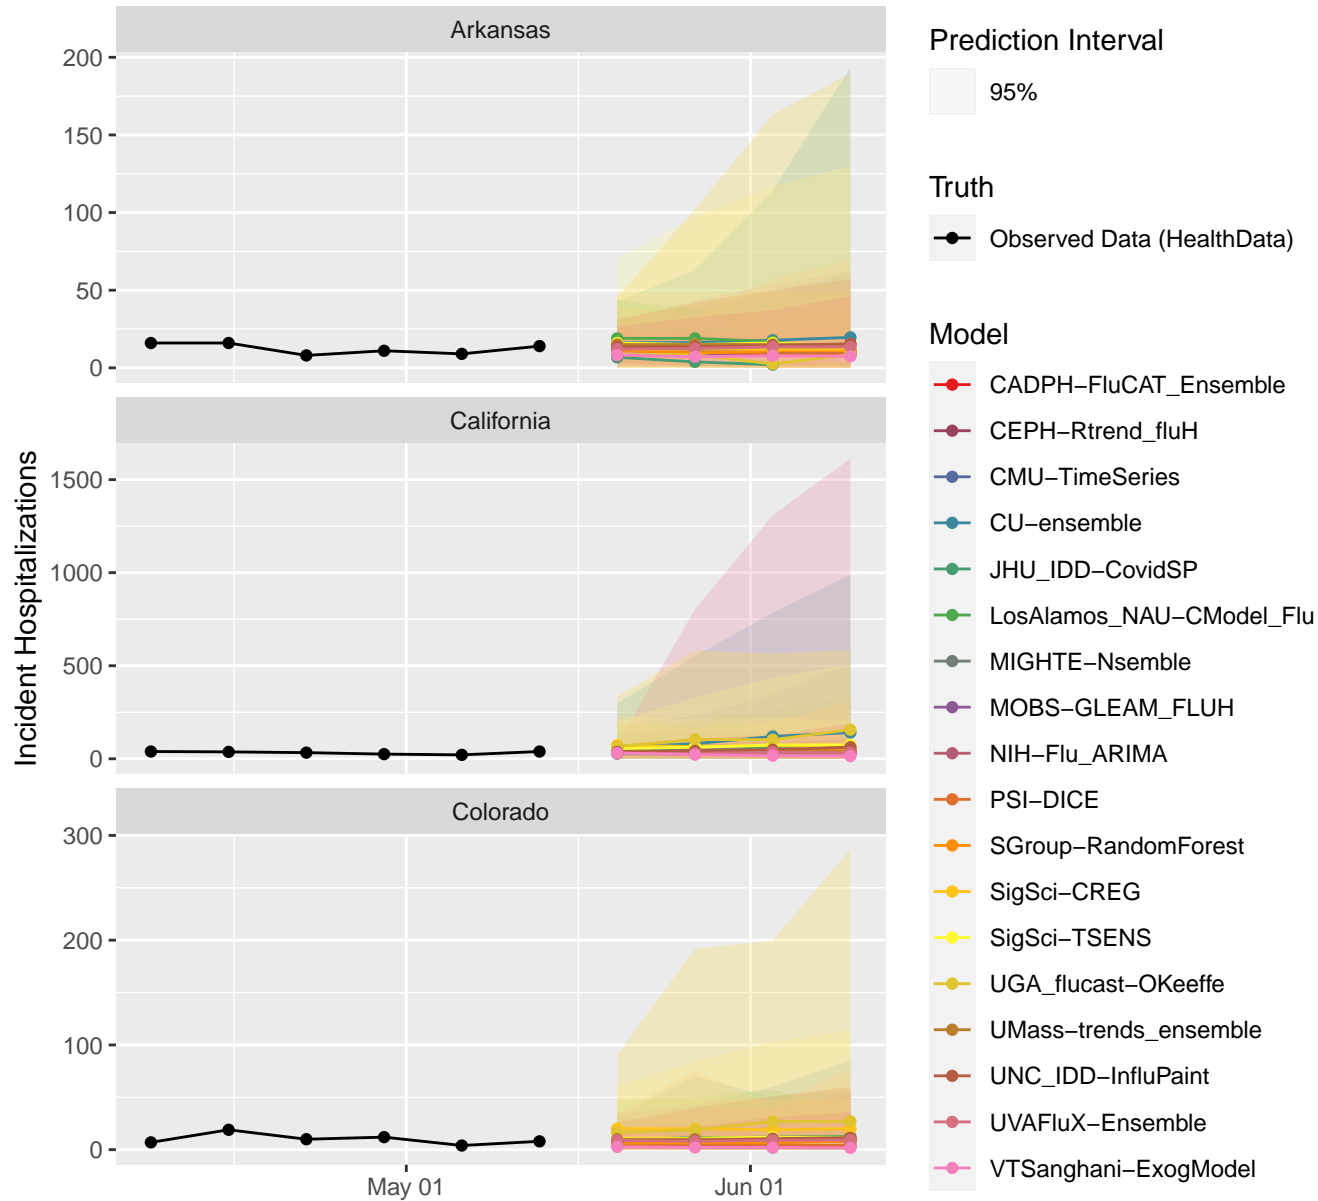 Arkansas
200
150
100
50
0
California
1500
1000
500
0
Colorado
300
200
100
0
May 01
Jun 01
Incident Hospitalizations
Prediction Interval
95%
Truth
Observed Data (HealthData)
Model
CADPH−FluCAT_Ensemble
CEPH−Rtrend_fluH
CMU−TimeSeries
CU−ensemble
JHU_IDD−CovidSP
LosAlamos_NAU−CModel_Flu
MIGHTE−Nsemble
MOBS−GLEAM_FLUH
NIH−Flu_ARIMA
PSI−DICE
SGroup−RandomForest
SigSci−CREG
SigSci−TSENS
UGA_flucast−OKeeffe
UMass−trends_ensemble
UNC_IDD−InfluPaint
UVAFluX−Ensemble
VTSanghani−ExogModel